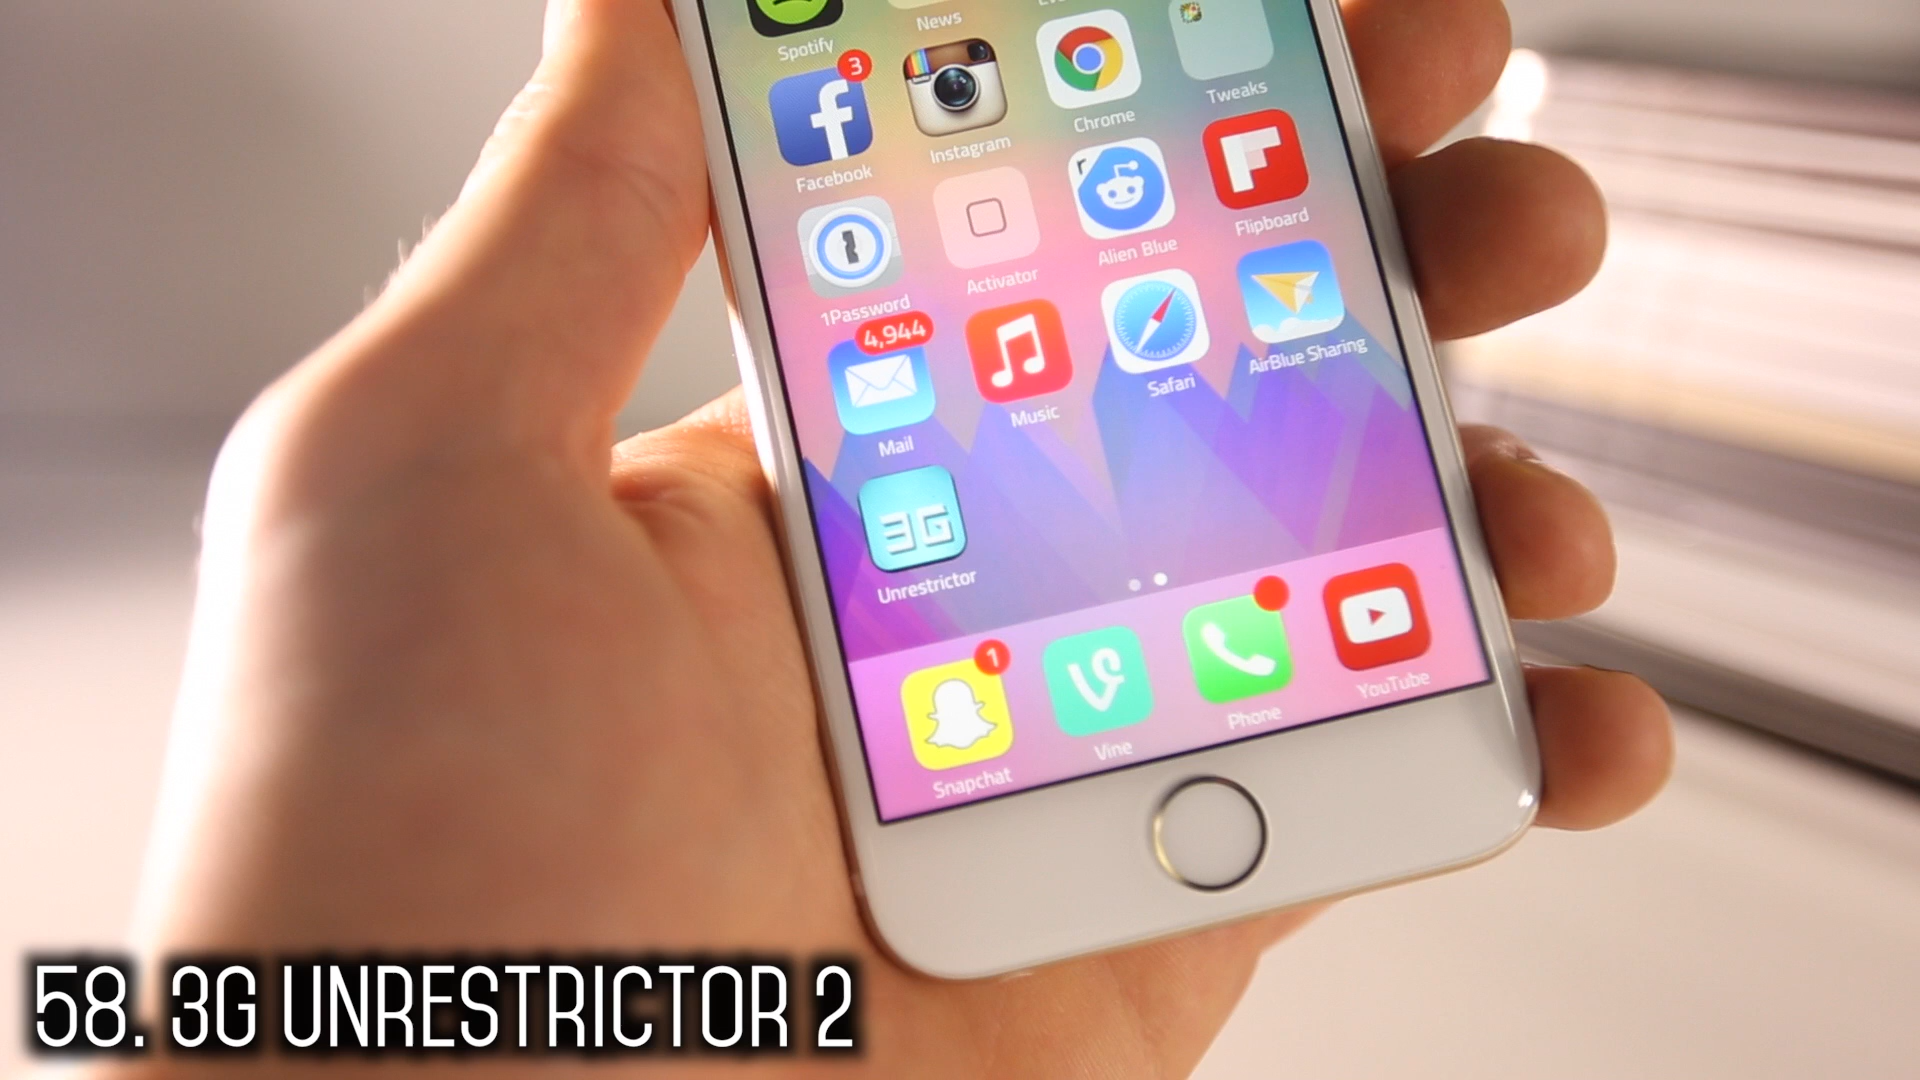 Spotify
News
3
Facebook
Instagram
Chrome
Tweaks
1Password
Activator
r
Alien Blue
Flipboard
4,944
Mail
Music
Safari
AirBlue Sharing
3G
Unrestrictor
1
Snapchat
Vine
Phone
YouTube
58. 3G UNRESTRICTOR 2